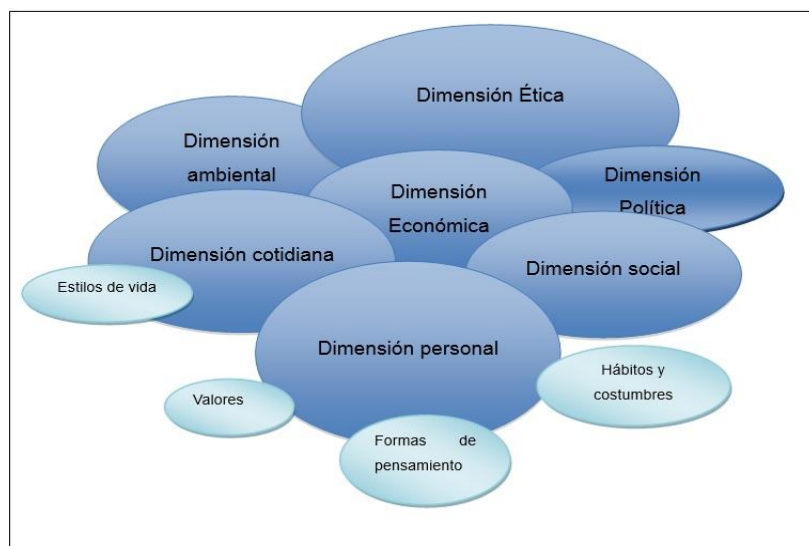 Dimensión Ética
Dimensión
ambiental
Dimensión
Política
Dimensión
Económica
Dimensión cotidiana
Dimensión social
Estilos de vida
Dimensión personal
Hábitos y
costumbres
Valores
Formas de
pensamiento